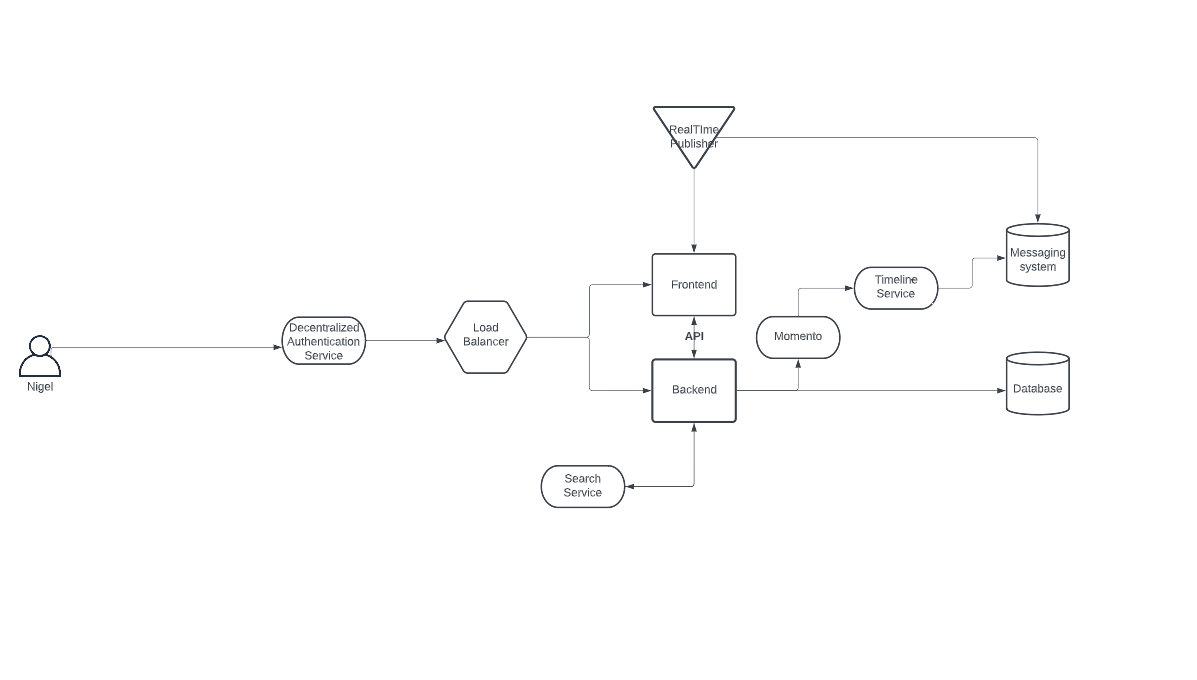 RealTIme
Publisher
Messaging
system
Timeline
Service
Frontend
Decentralized
Authentication
Service
Load
Balancer
API
Momento
Nigel
Backend
Database
Search
Service